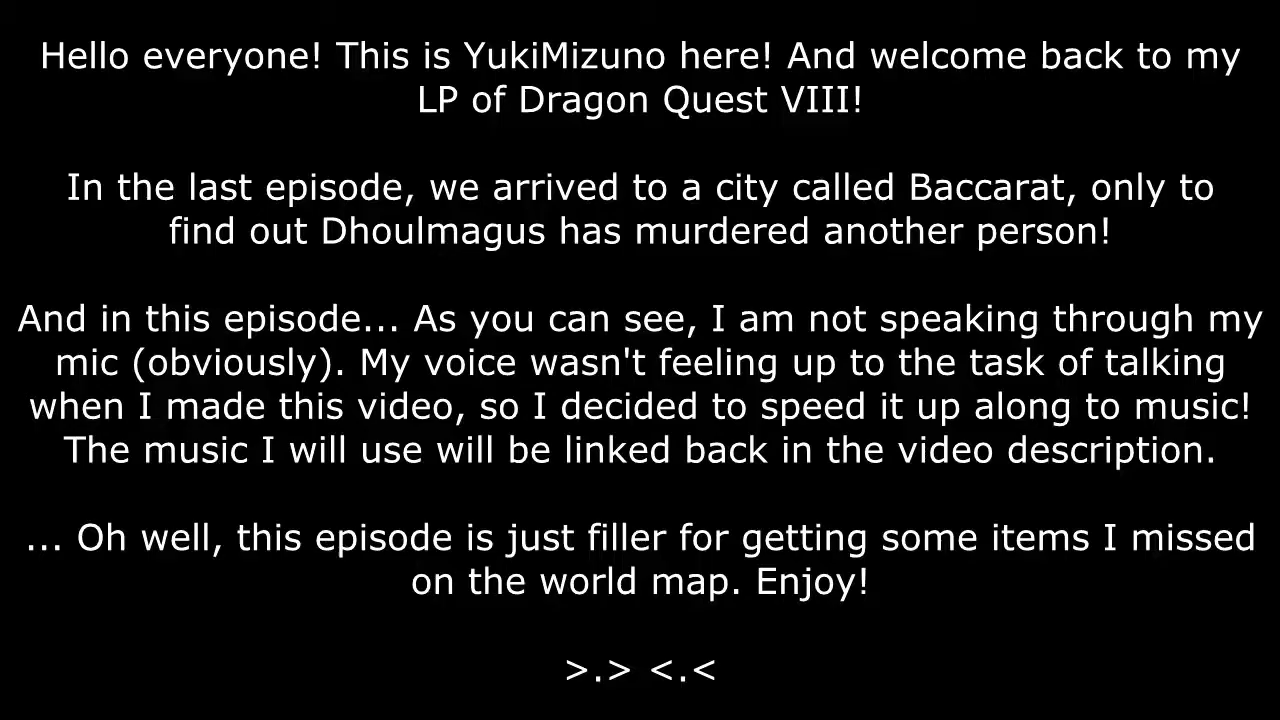 Hello everyone! This is YukiMizuno here! And welcome back to my
LP of Dragon Quest VIII!
In the last episode, we arrived to a city called Baccarat, only to
find out Dhoulmagus has murdered another person!
And in this episode... As you can see, I am not speaking through my
mic (obviously). My voice wasn't feeling up to the task of talking
when I made this video, so I decided to speed it up along to music!
The music I will use will be linked back in the video description.
... Oh well, this episode is just filler for getting some items I missed
on the world map. Enjoy!
>.> <.<